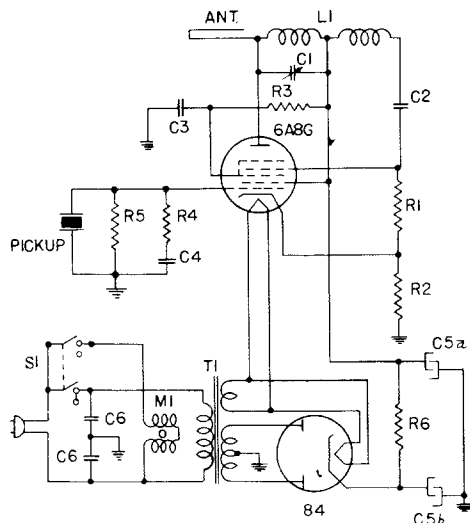 ANT.
L1
C1
R3
C2
6A8G
C3
R5
R4
R1
PICKUP
C4
R2
C5a
S1
T1
C6
M1
R6
C6
84
C5b